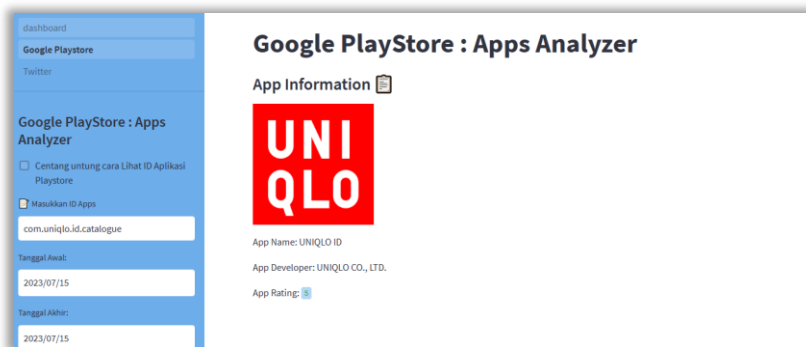 dashboard
Google Playstore
Twitter
Google PlayStore : Apps
Analyzer
Centang untung cara Lihat ID Aplikasi
Playstore
Masukkan ID Apps
com.uniqlo.id.catalogue
Tanggal Awal:
2023/07/15
Tanggal Akhir:
2023/07/15
Google PlayStore : Apps Analyzer
App Information
UNI
QLO
App Name: UNIQLO ID
App Developer: UNIQLO CO., LTD.
App Rating: 5